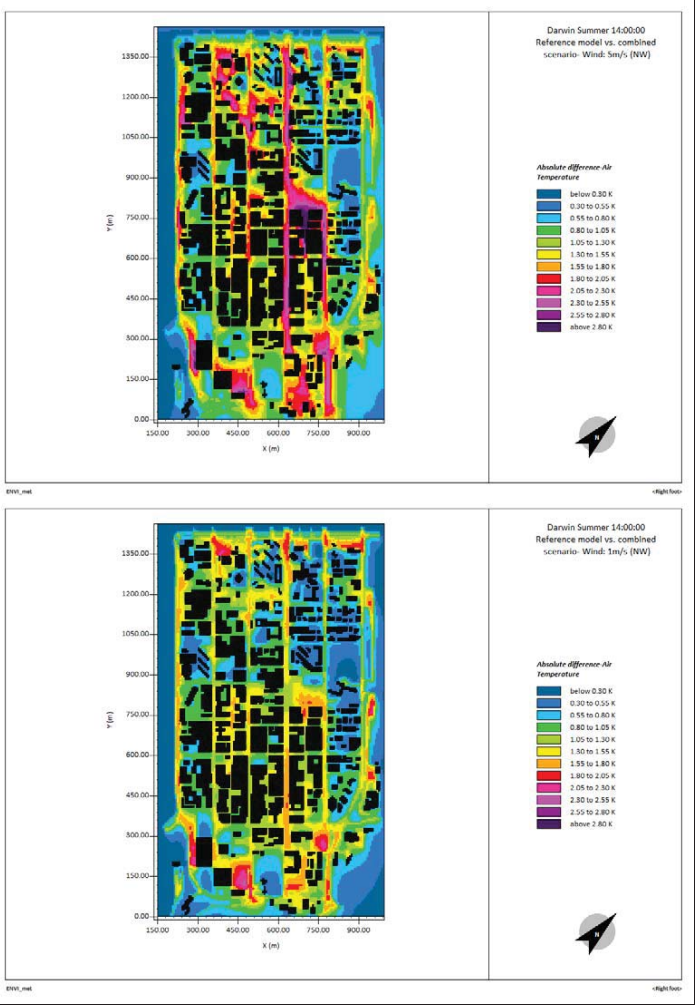 Darwin Summer 14:00:00
Reference model vs. combined
scenario- Wind: 5m/s (NW)
1350.00
1200.00
1050.00
900.00
750.00
600.00
450.00
300.00
150.00
0.00
Y (m)
150.00 300.00 450.00 600.00 750.00 900.00
X (m)
Absolute difference-Air
Temperature
below 0.30 K
0.30 to 0.55 K
0.55 to 0.80 K
0.80 to 1.05 K
1.05 to 1.30 K
1.30 to 1.55 K
1.55 to 1.80 K
1.80 to 2.05 K
2.05 to 2.30 K
2.30 to 2.55 K
2.55 to 2.80 K
above 2.80 K
N
ENVI_met <Right foot>
Darwin Summer 14:00:00
Reference model vs. combined
scenario- Wind: 1m/s (NW)
1350.00
1200.00
1050.00
900.00
750.00
600.00
450.00
300.00
150.00
0.00
Y (m)
150.00 300.00 450.00 600.00 750.00 900.00
X (m)
Absolute difference-Air
Temperature
below 0.30 K
0.30 to 0.55 K
0.55 to 0.80 K
0.80 to 1.05 K
1.05 to 1.30 K
1.30 to 1.55 K
1.55 to 1.80 K
1.80 to 2.05 K
2.05 to 2.30 K
2.30 to 2.55 K
2.55 to 2.80 K
above 2.80 K
N
ENVI_met <Right foot>